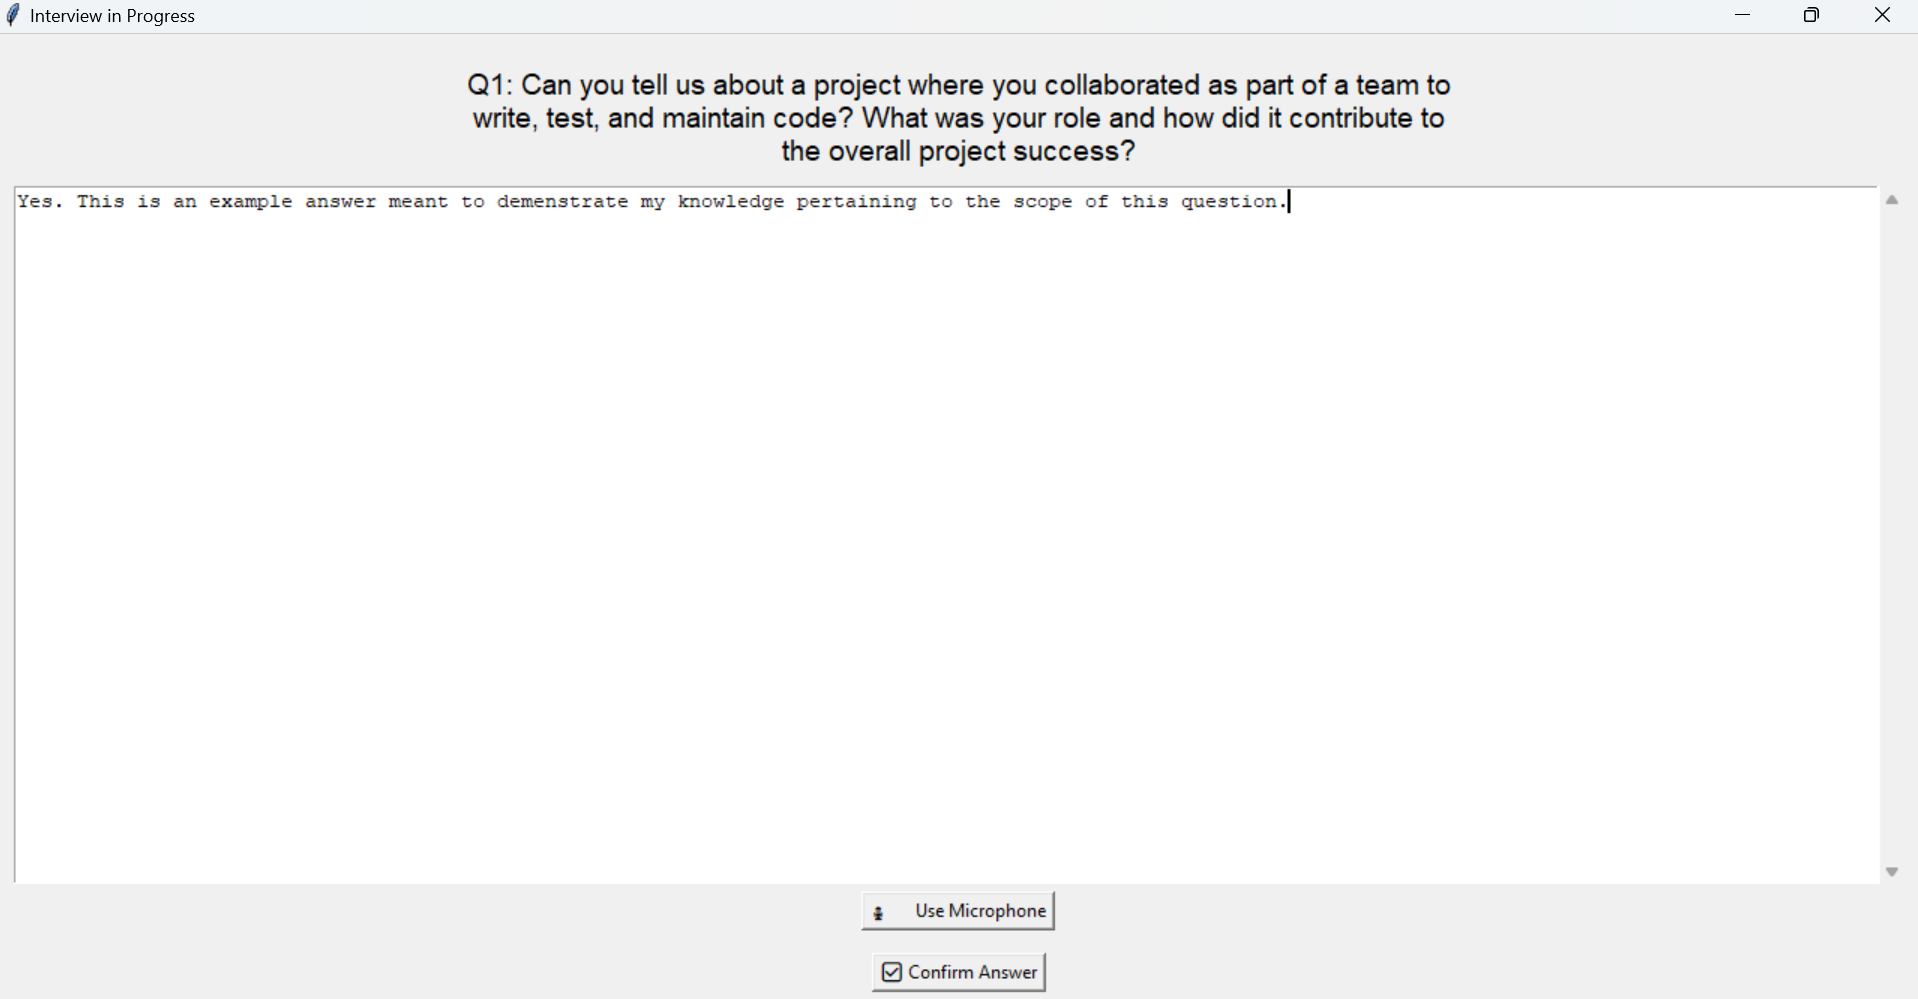 Interview in Progress
Q1: Can you tell us about a project where you collaborated as part of a team to
write, test, and maintain code? What was your role and how did it contribute to
the overall project success?
Yes. This is an example answer meant to demenstrate my knowledge pertaining to the scope of this question.
Use Microphone
Confirm Answer